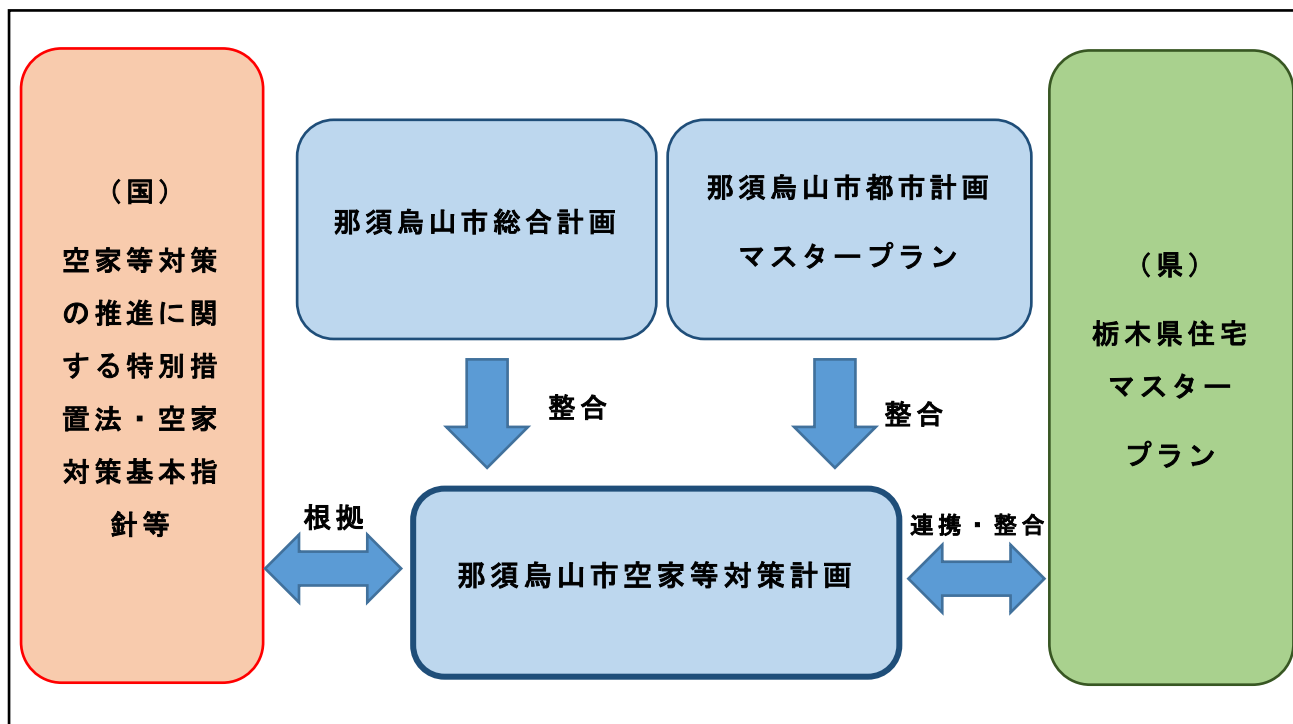 （国）
空家等対策
の推進に関
する特別措
置法・空家
対策基本指
針等
那須烏山市総合計画
那須烏山市都市計画
マスタープラン
整合
整合
根拠
那須烏山市空家等対策計画
連携・整合
（県）
栃木県住宅
マスター
プラン